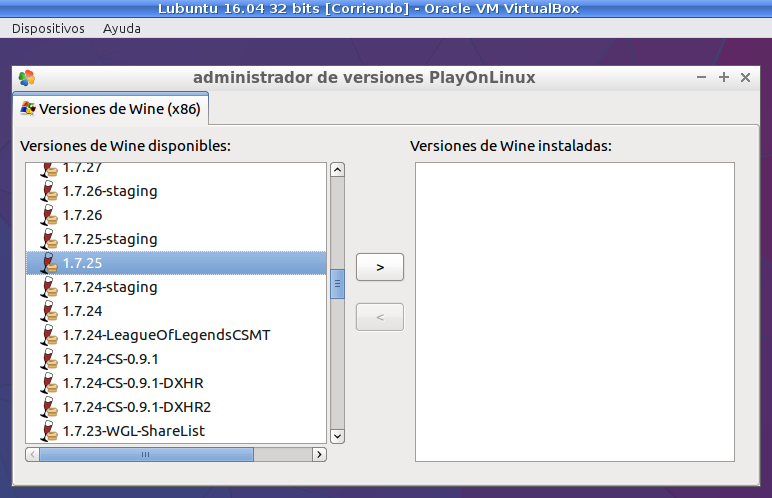 Lubuntu 16.04 32 bits [Corriendo] - Oracle VM VirtualBox
Dispositivos Ayuda
administrador de versiones PlayOnLinux
Versiones de Wine (x86)
Versiones de Wine disponibles:
1.7.27
1.7.26-staging
1.7.26
1.7.25-staging
1.7.25
1.7.24-staging
1.7.24
1.7.24-LeagueOfLegendsCSMT
1.7.24-CS-0.9.1
1.7.24-CS-0.9.1-DXHR
1.7.24-CS-0.9.1-DXHR2
1.7.23-WGL-ShareList
>
<
Versiones de Wine instaladas: